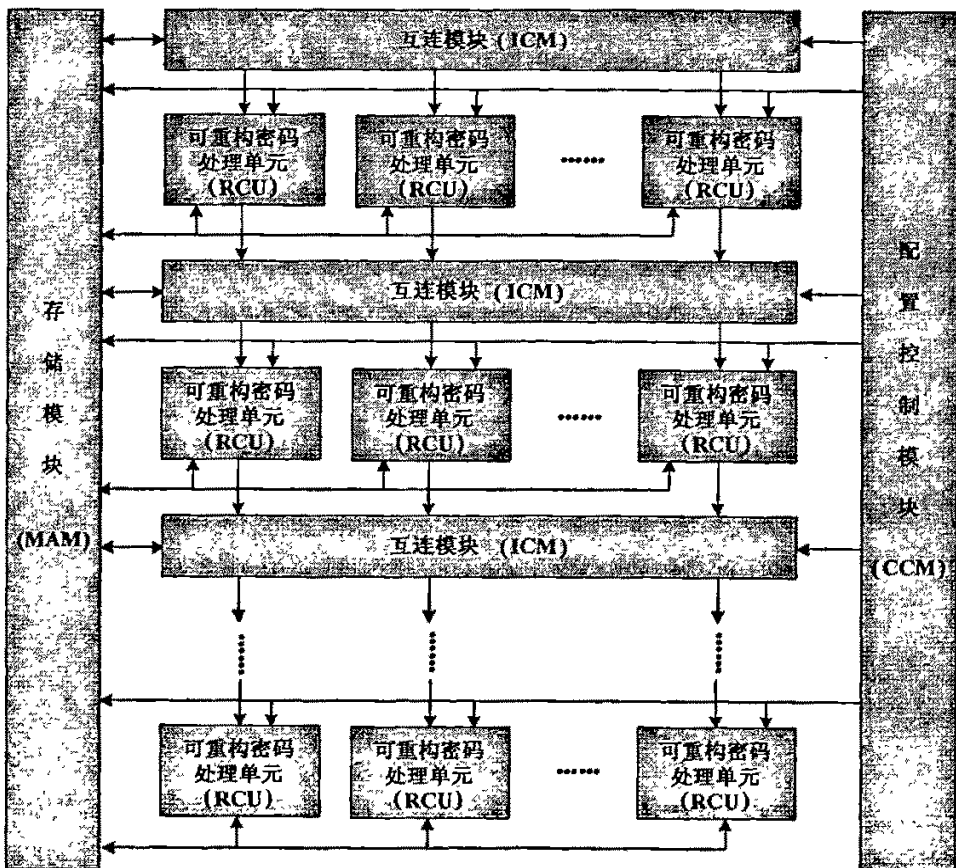 互连模块 (ICM)
可重构密码
处理单元
(RCU)
可重构密码
处理单元
(RCU)
……
可重构密码
处理单元
(RCU)
互连模块 (ICM)
可重构密码
处理单元
(RCU)
可重构密码
处理单元
(RCU)
……
可重构密码
处理单元
(RCU)
互连模块 (ICM)
可重构密码
处理单元
(RCU)
可重构密码
处理单元
(RCU)
……
可重构密码
处理单元
(RCU)
存
储
模
块
(MAM)
配
置
控
制
模
块
(CCM)